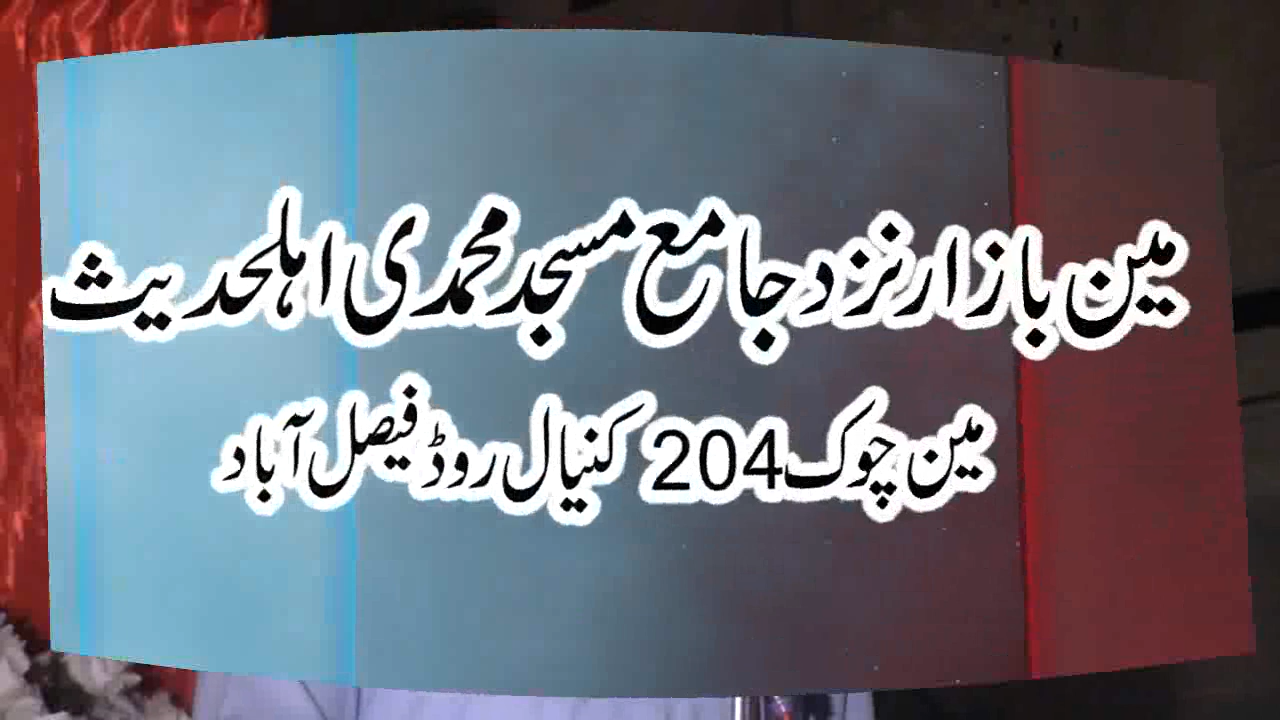 مین بازار نزد جامع مسجد محمدی اہلحدیث
مین چوک 204 کنیال روڈ فیصل آباد